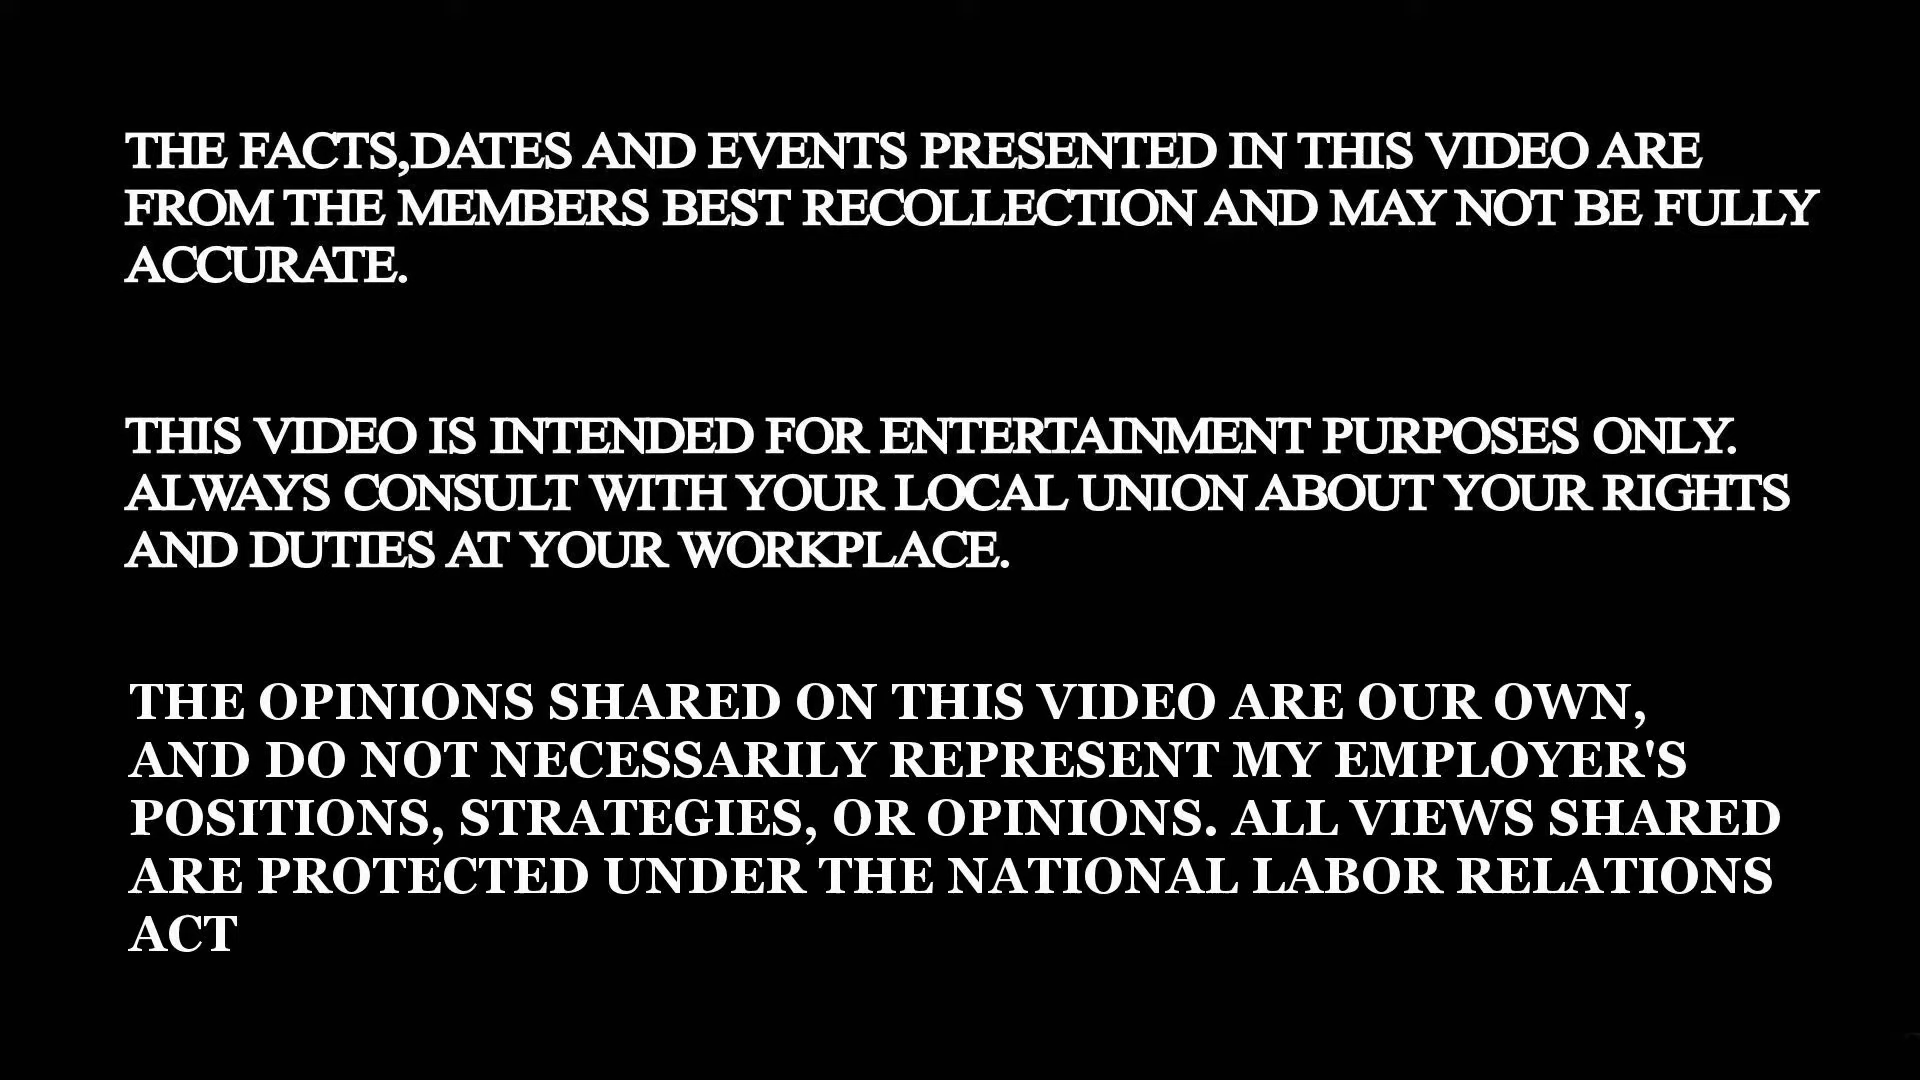 THE FACTS,DATES AND EVENTS PRESENTED IN THIS VIDEO ARE
FROM THE MEMBERS BEST RECOLLECTION AND MAY NOT BE FULLY
ACCURATE.
THIS VIDEO IS INTENDED FOR ENTERTAINMENT PURPOSES ONLY.
ALWAYS CONSULT WITH YOUR LOCAL UNION ABOUT YOUR RIGHTS
AND DUTIES AT YOUR WORKPLACE.
THE OPINIONS SHARED ON THIS VIDEO ARE OUR OWN,
AND DO NOT NECESSARILY REPRESENT MY EMPLOYER'S
POSITIONS, STRATEGIES, OR OPINIONS. ALL VIEWS SHARED
ARE PROTECTED UNDER THE NATIONAL LABOR RELATIONS
ACT